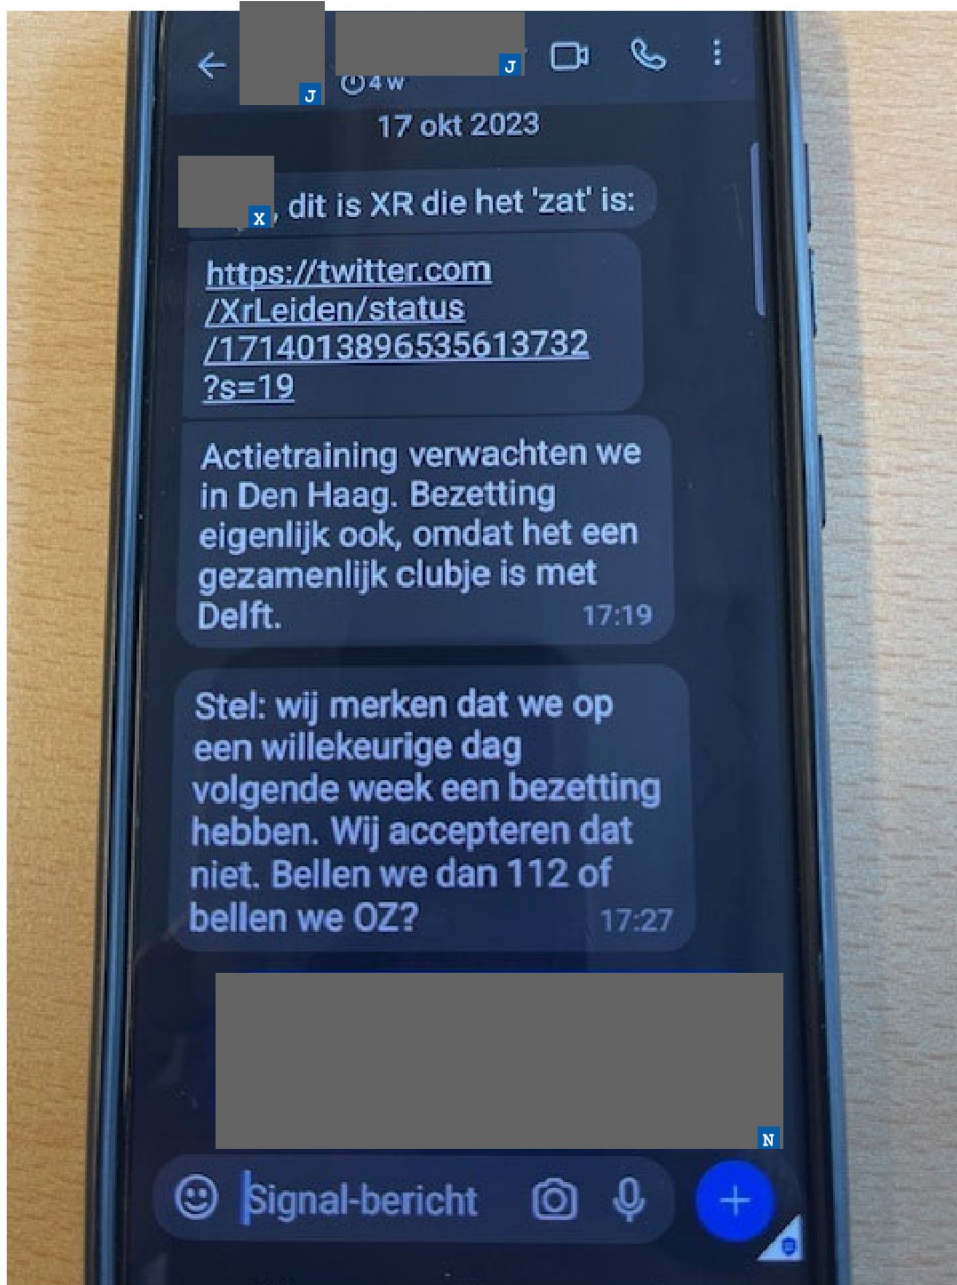 J
J
4 w
17 okt 2023
X , dit is XR die het 'zat' is:
https://twitter.com
/XrLeiden/status
/1714013896535613732
?s=19
Actietraining verwachten we
in Den Haag. Bezetting
eigenlijk ook, omdat het een
gezamenlijk clubje is met
Delft. 17:19
Stel: wij merken dat we op
een willekeurige dag
volgende week een bezetting
hebben. Wij accepteren dat
niet. Bellen we dan 112 of
bellen we OZ? 17:27
N
Signal-bericht